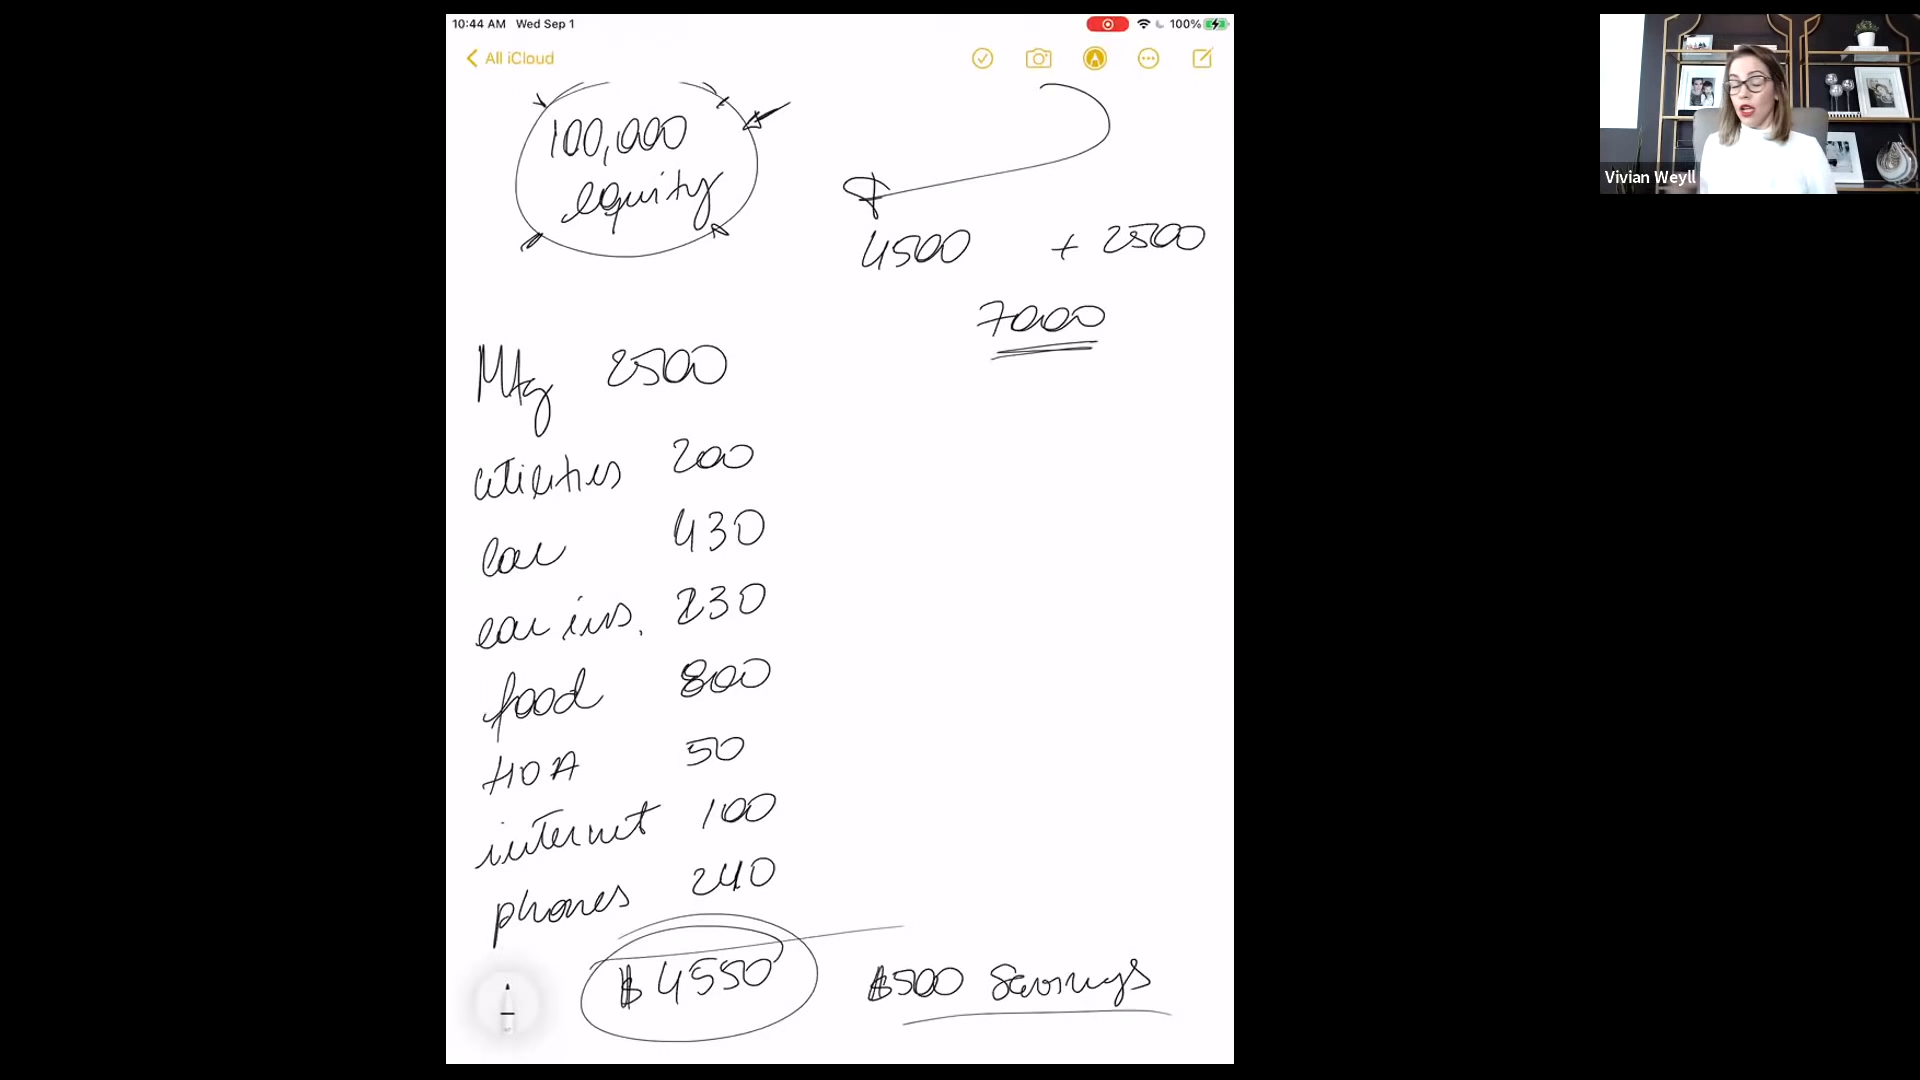 10:44 AM Wed Sep 1
100%
All iCloud
Vivian Weyll
100,000
equity
4500 + 2500
7000
Mtg 2500
utilities 200
car 430
car ins. 230
food 800
HOA 50
internet 100
phones 240
$4550 $500 Savings